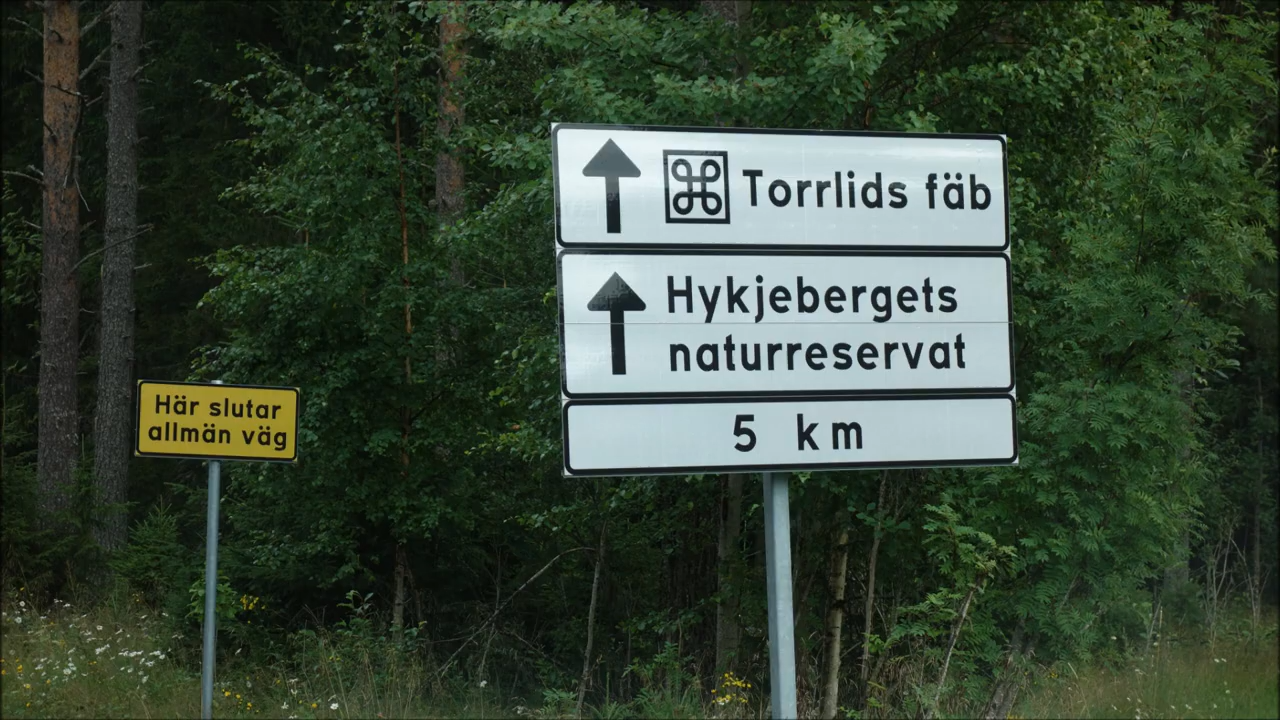 Här slutar
allmän väg
Torrlids fäb
Hykjebergets
naturreservat
5 km